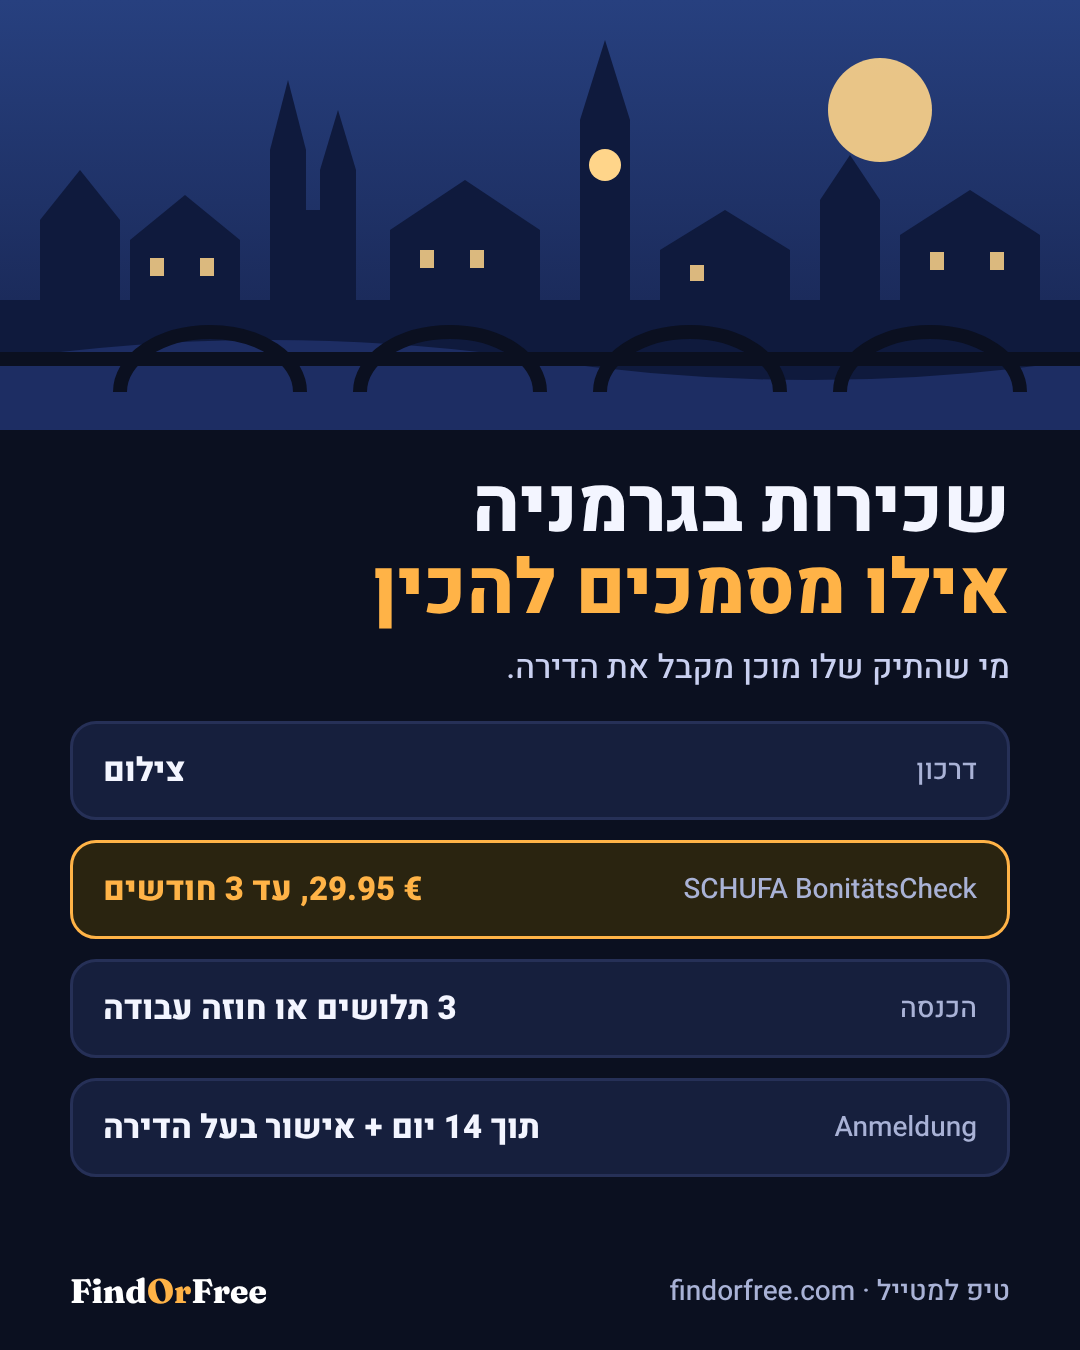 שכירות בגרמניה
אילו מסמכים להכין
מי שהתיק שלו מוכן מקבל את הדירה.
דרכון
צילום
SCHUFA BonitätsCheck
29.95 €, עד 3 חודשים
הכנסה
3 תלושים או חוזה עבודה
Anmeldung
תוך 14 יום + אישור בעל הדירה
טיפ למטייל · findorfree.com
FindOrFree